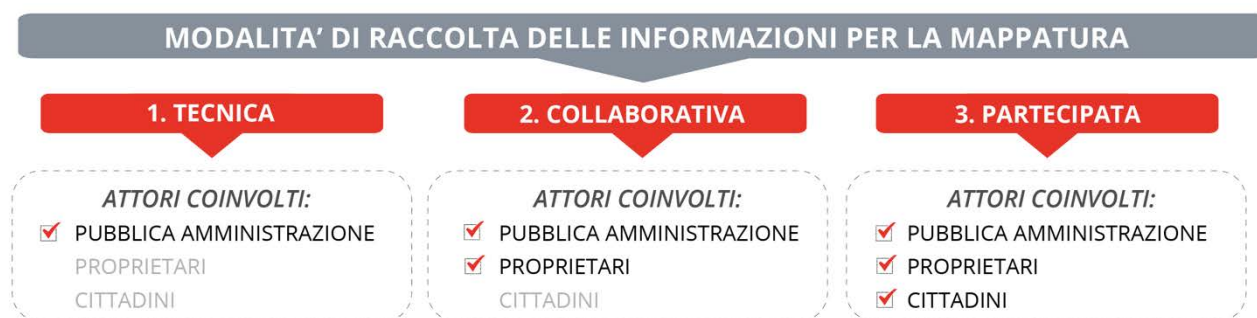 MODALITA' DI RACCOLTA DELLE INFORMAZIONI PER LA MAPPATURA
1. TECNICA
ATTORI COINVOLTI:
PUBBLICA AMMINISTRAZIONE
PROPRIETARI
CITTADINI
2. COLLABORATIVA
ATTORI COINVOLTI:
PUBBLICA AMMINISTRAZIONE
PROPRIETARI
CITTADINI
3. PARTECIPATA
ATTORI COINVOLTI:
PUBBLICA AMMINISTRAZIONE
PROPRIETARI
CITTADINI